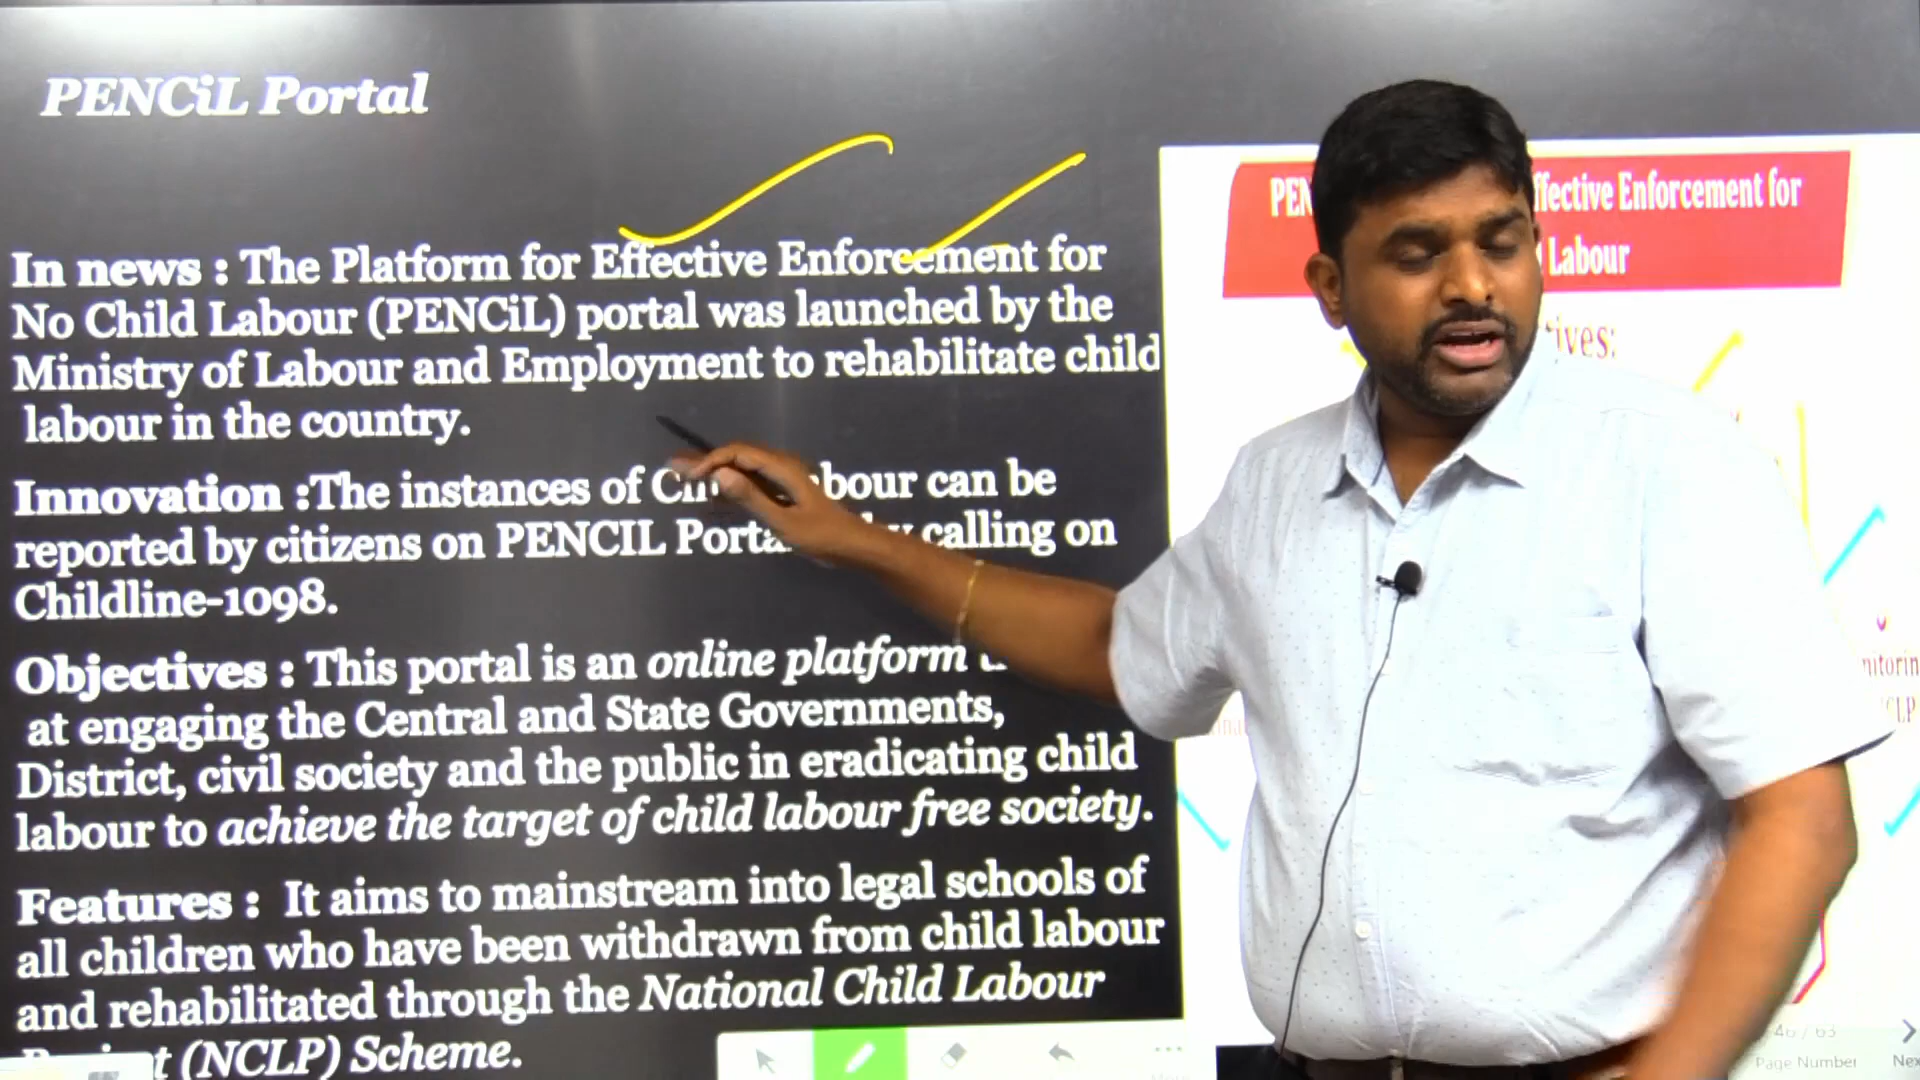 PENCiL Portal
In news : The Platform for Effective Enforcement for
No Child Labour (PENCiL) portal was launched by the
Ministry of Labour and Employment to rehabilitate child
labour in the country.
Innovation :The instances of bour can be
reported by citizens on PENCIL calling on
Childline-1098.
Objectives : This portal is an online platform
at engaging the Central and State Governments,
District, civil society and the public in eradicating child
labour to achieve the target of child labour free society.
Features : It aims to mainstream into legal schools of
all children who have been withdrawn from child labour
and rehabilitated through the National Child Labour
(NCLP) Scheme.
PEN ffective Enforcement for
Labour
ives:
nitorin
CLP
46 / 63
Page Number
Nex